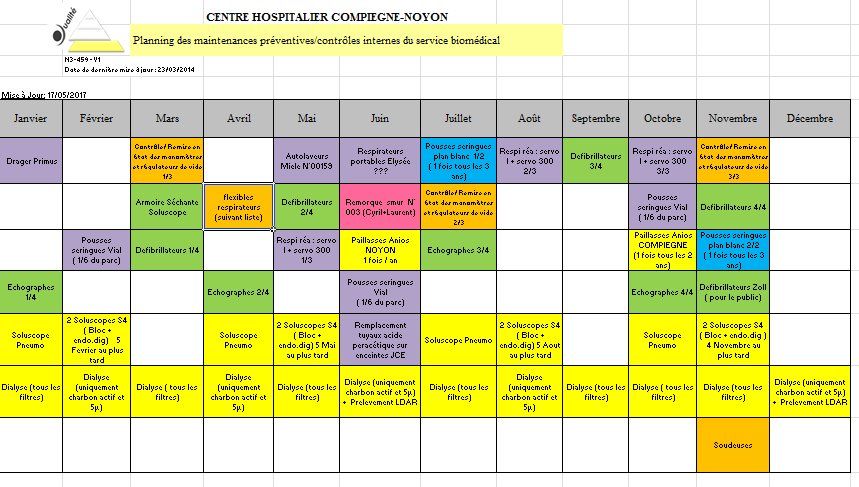 Qualité
CENTRE HOSPITALIER COMPIEGNE-NOYON
Planning des maintenances préventives/contrôles internes du service biomédical
N3-459 - V1
Date de dernière mise à jour : 23/03/2014
Mise à Jour: 17/05/2017
Janvier Février Mars Avril Mai Juin Juillet Août Septembre Octobre Novembre Décembre
Drager Primus
Contrôle/ Remise en
état des manomètres
et régulateurs de vide
1/3
Autolaveurs
Miele N°00159
Respirateurs
portables Elysée
???
Pousses seringues
plan blanc 1/2
( 1 fois tous les 3
ans)
Respi réa : servo
I + servo 300
2/3
Defibrillateurs
3/4
Respi réa : servo
I + servo 300
3/3
Contrôle/ Remise en
état des manomètres
et régulateurs de vide
3/3
Armoire Séchante
Soluscope
flexibles
respirateurs
(suivant liste)
Defibrillateurs
2/4
Remorque smur N°
003 (Cyril+Laurent)
Contrôle/ Remise en
état des manomètres
et régulateurs de vide
2/3
Pousses
seringues Vial
( 1/6 du parc)
Defibrillateurs 4/4
Pousses
seringues Vial
( 1/6 du parc)
Defibrillateurs 1/4
Respi réa : servo
I + servo 300
1/3
Paillasses Anios
NOYON
1 fois / an
Echographes 3/4
Paillasses Anios
COMPIEGNE
(1 fois tous les 2
ans)
Pousses seringues
plan blanc 2/2
( 1 fois tous les 3
ans)
Echographes
1/4
Echographes 2/4
Pousses seringues
Vial
( 1/6 du parc)
Echographes 4/4
Defibrillateurs Zoll
( pour le public)
Soluscope
Pneumo
2 Soluscopes S4
( Bloc +
endo.dig) 5
Fevrier au plus
tard
Soluscope
Pneumo
2 Soluscopes S4
( Bloc +
endo.dig) 5 Mai
au plus tard
Remplacement
tuyaux acide
peracétique sur
enceintes JCE
Soluscope Pneumo
2 Soluscopes S4
( Bloc +
endo.dig) 5 Aout
au plus tard
Soluscope
Pneumo
2 Soluscopes S4
( Bloc + endo.dig )
4 Novembre au
plus tard
Dialyse (tous les
filtres)
Dialyse
(uniquement
charbon actif et
5µ)
Dialyse ( tous les
filtres)
Dialyse
(uniquement
charbon actif et
5µ)
Dialyse (tous les
filtres)
Dialyse (uniquement
charbon actif et 5µ)
+ Prelevement LDAR
Dialyse (tous les
filtres)
Dialyse
(uniquement
charbon actif et
5µ)
Dialyse (tous les
filtres)
Dialyse (tous les
filtres)
Dialyse (tous les
filtres)
Dialyse (uniquement
charbon actif et 5µ)
+ Prelevement LDAR
Soudeuses